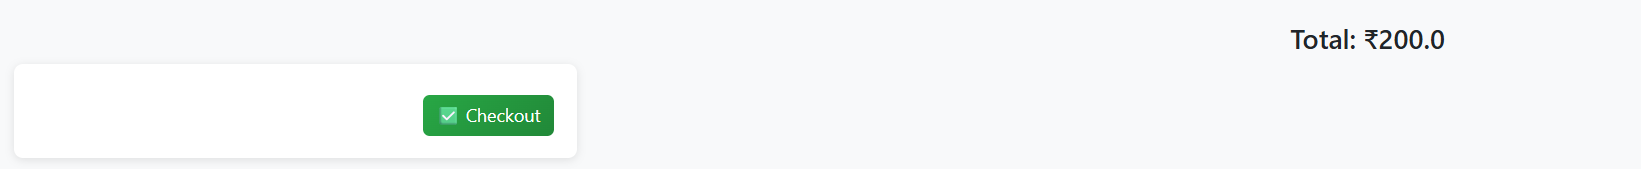 Total: ₹200.0
✅ Checkout